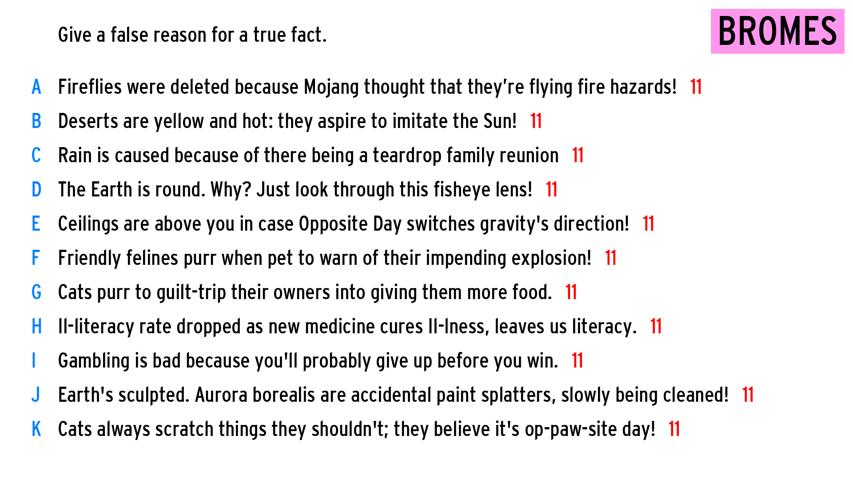 Give a false reason for a true fact.
BROMES
A Fireflies were deleted because Mojang thought that they're flying fire hazards! 11
B Deserts are yellow and hot: they aspire to imitate the Sun! 11
C Rain is caused because of there being a teardrop family reunion 11
D The Earth is round. Why? Just look through this fisheye lens! 11
E Ceilings are above you in case Opposite Day switches gravity's direction! 11
F Friendly felines purr when pet to warn of their impending explosion! 11
G Cats purr to guilt-trip their owners into giving them more food. 11
H Il-literacy rate dropped as new medicine cures Il-lness, leaves us literacy. 11
I Gambling is bad because you'll probably give up before you win. 11
J Earth's sculpted. Aurora borealis are accidental paint splatters, slowly being cleaned! 11
K Cats always scratch things they shouldn't; they believe it's op-paw-site day! 11